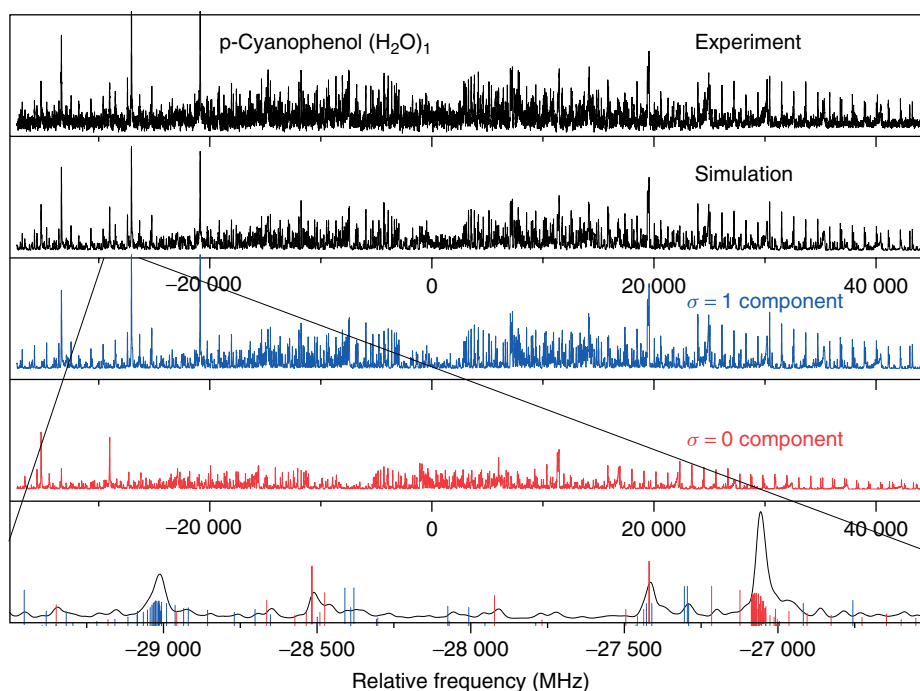 p-Cyanophenol (H₂O)₁ Experiment
Simulation
–20 000 0 20 000 40 000
σ = 1 component
σ = 0 component
–20 000 0 20 000 40 000
–29 000 –28 500 –28 000 –27 500 –27 000
Relative frequency (MHz)